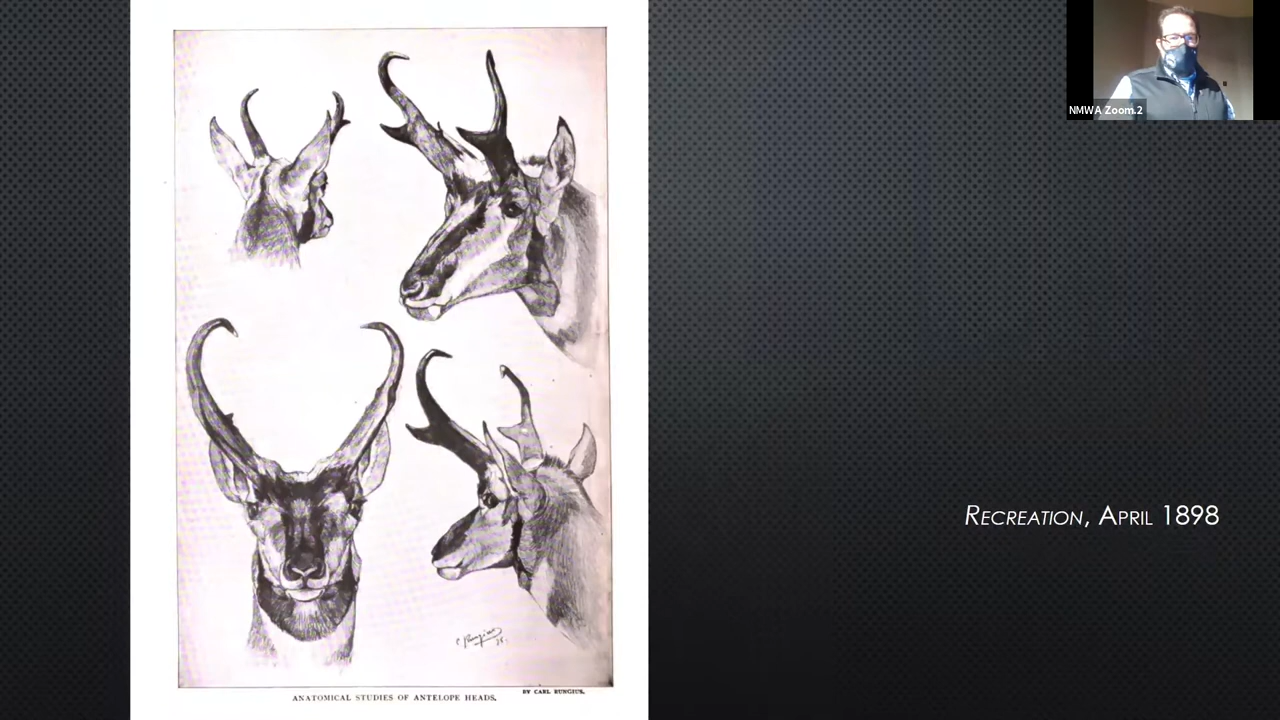 NMWA Zoom.2
RECREATION, APRIL 1898
BY CARL RUNGIUS.
ANATOMICAL STUDIES OF ANTELOPE HEADS.